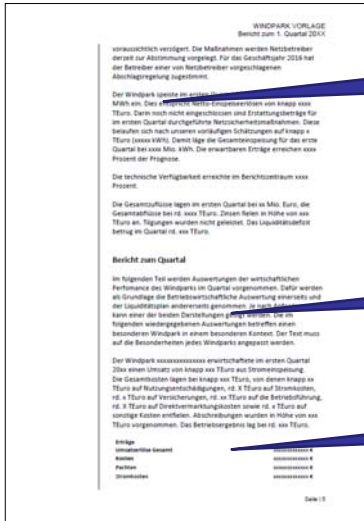 WINDPARK VORLAGE
Bericht zum 1. Quartal 20XX
voraussichtlich verzögert. Die Maßnahmen werden Netzbetreiber
derzeit zur Abstimmung vorgelegt. Für das Geschäftsjahr 2016 hat
der Betreiber einer von Netzbetreiber vorgeschlagenen
Abschlagsregelung zugestimmt.
Der Windpark speiste im ersten
MWh ein. Dies entspricht Netto-Einspeiseerlösen von knapp xxxx
TEuro. Darin noch nicht eingeschlossen sind Erstattungsbeträge für
im ersten Quartal durchgeführte Netzsicherheitsmaßnahmen. Diese
belaufen sich nach unseren vorläufigen Schätzungen auf knapp x
TEuro (xxxxx kWh). Damit läge die Gesamteinspeisung für das erste
Quartal bei xxxx Mio. kWh. Die erwartbaren Erträge erreichen xxxx
Prozent der Prognose.
Die technische Verfügbarkeit erreichte im Berichtszeitraum xxxx
Prozent.
Die Gesamtzuflüsse lagen im ersten Quartal bei xx Mio. Euro, die
Gesamtabflüsse bei rd. xxxx TEuro. Zinsen fielen in Höhe von xxx
TEuro an. Tilgungen wurden nicht geleistet. Das Liquiditätsdefizit
betrug im Quartal rd. xxx TEuro.
Bericht zum Quartal
Im folgenden Teil werden Auswertungen der wirtschaftlichen
Perfomance des Windparks im Quartal vorgenommen. Dafür werden
als Grundlage die Betriebswirtschaftliche Auswertung einerseits und
der Liquiditätsplan andererseits genommen. Je nach
kann einer der beiden Darstellungen gefolgt werden. Die im
folgenden wiedergegebenen Auswertungen betreffen einen
besonderen Windpark in einem besonderen Kontext. Der Text muss
auf die Besonderheiten jedes Windparks angepasst werden.
Der Windpark xxxxxxxxxxxxxx erwirtschaftete im ersten Quartal
20xx einen Umsatz von knapp xxx TEuro aus Stromeinspeisung.
Die Gesamtkosten lagen bei knapp xxx TEuro, von denen knapp xx
TEuro auf Nutzungsentschädigungen, rd. X TEuro auf Stromkosten,
rd. x TEuro auf Versicherungen, rd. xx TEuro auf die Betriebsführung,
rd. X TEuro auf Direktvermarktungskosten sowie rd. x TEuro auf
sonstige Kosten entfielen. Abschreibungen wurden in Höhe von xxx
TEuro vorgenommen. Das Betriebsergebnis lag bei rd. xxx TEuro.
Erträge
Umsatzerlöse Gesamt xxxxxxxxxxxx €
Kosten xxxxxxxxxxxx €
Pachten xxxxxxxxxxxx €
Stromkosten xxxxxxxxxxxx €
Seite | 5